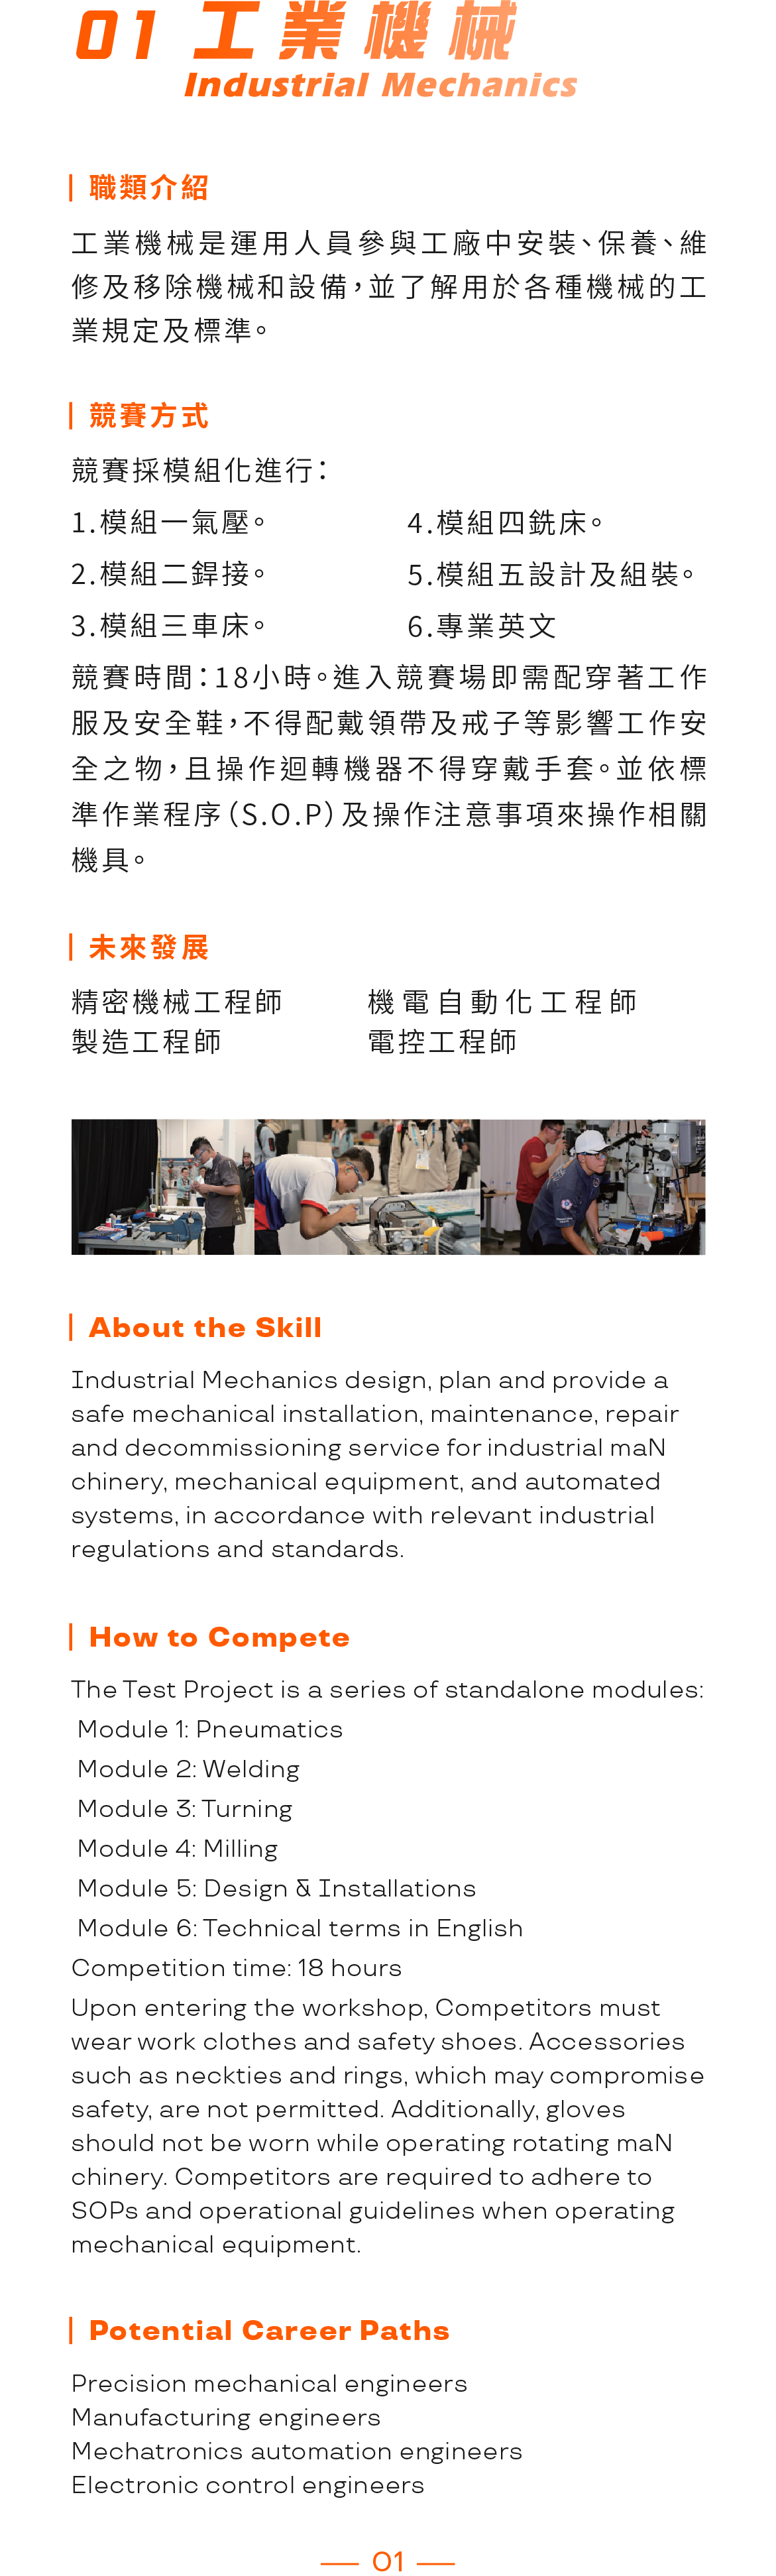 01 工業機械
Industrial Mechanics
職類介紹
工業機械是運用人員參與工廠中安裝、保養、維
修及移除機械和設備，並了解用於各種機械的工
業規定及標準。
競賽方式
競賽採模組化進行：
1.模組一氣壓。
2.模組二銲接。
3.模組三車床。
4.模組四銑床。
5.模組五設計及組裝。
6.專業英文
競賽時間：18小時。進入競賽場即需配穿著工作
服及安全鞋，不得配戴領帶及戒子等影響工作安
全之物，且操作迴轉機器不得穿戴手套。並依標
準作業程序（S.O.P）及操作注意事項來操作相關
機具。
未來發展
精密機械工程師
製造工程師
機電自動化工程師
電控工程師
About the Skill
Industrial Mechanics design, plan and provide a
safe mechanical installation, maintenance, repair
and decommissioning service for industrial maN
chinery, mechanical equipment, and automated
systems, in accordance with relevant industrial
regulations and standards.
How to Compete
The Test Project is a series of standalone modules:
Module 1: Pneumatics
Module 2: Welding
Module 3: Turning
Module 4: Milling
Module 5: Design & Installations
Module 6: Technical terms in English
Competition time: 18 hours
Upon entering the workshop, Competitors must
wear work clothes and safety shoes. Accessories
such as neckties and rings, which may compromise
safety, are not permitted. Additionally, gloves
should not be worn while operating rotating maN
chinery. Competitors are required to adhere to
SOPs and operational guidelines when operating
mechanical equipment.
Potential Career Paths
Precision mechanical engineers
Manufacturing engineers
Mechatronics automation engineers
Electronic control engineers
01